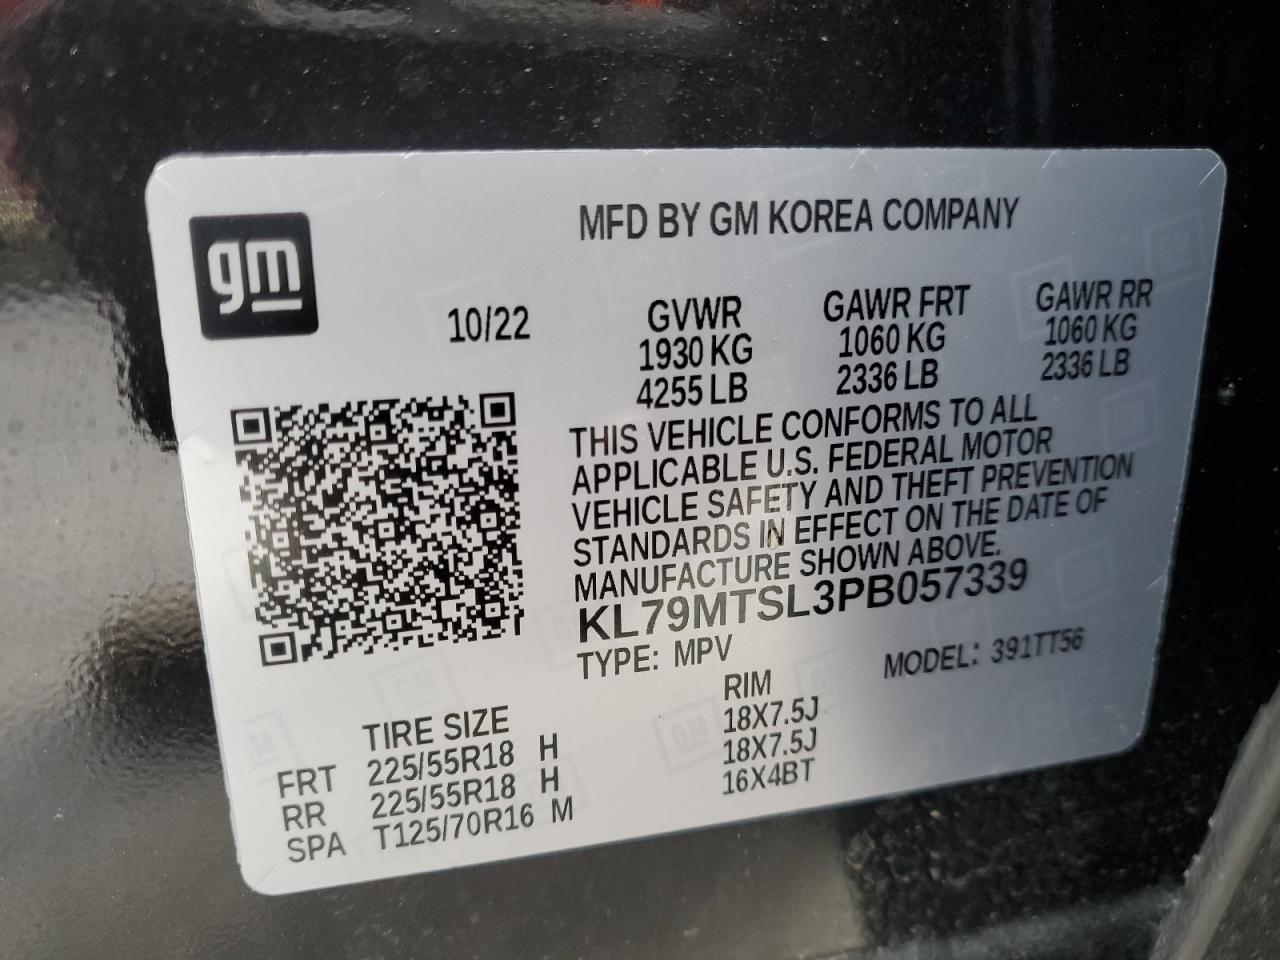 gm
MFD BY GM KOREA COMPANY
10/22
GVWR GAWR FRT GAWR RR
1930 KG 1060 KG 1060 KG
4255 LB 2336 LB 2336 LB
THIS VEHICLE CONFORMS TO ALL
APPLICABLE U.S. FEDERAL MOTOR
VEHICLE SAFETY AND THEFT PREVENTION
STANDARDS IN EFFECT ON THE DATE OF
MANUFACTURE SHOWN ABOVE.
KL79MTSL3PB057339
TYPE: MPV MODEL: 391TT56
TIRE SIZE RIM
FRT 225/55R18 H 18X7.5J
RR 225/55R18 H 18X7.5J
SPA T125/70R16 M 16X4BT